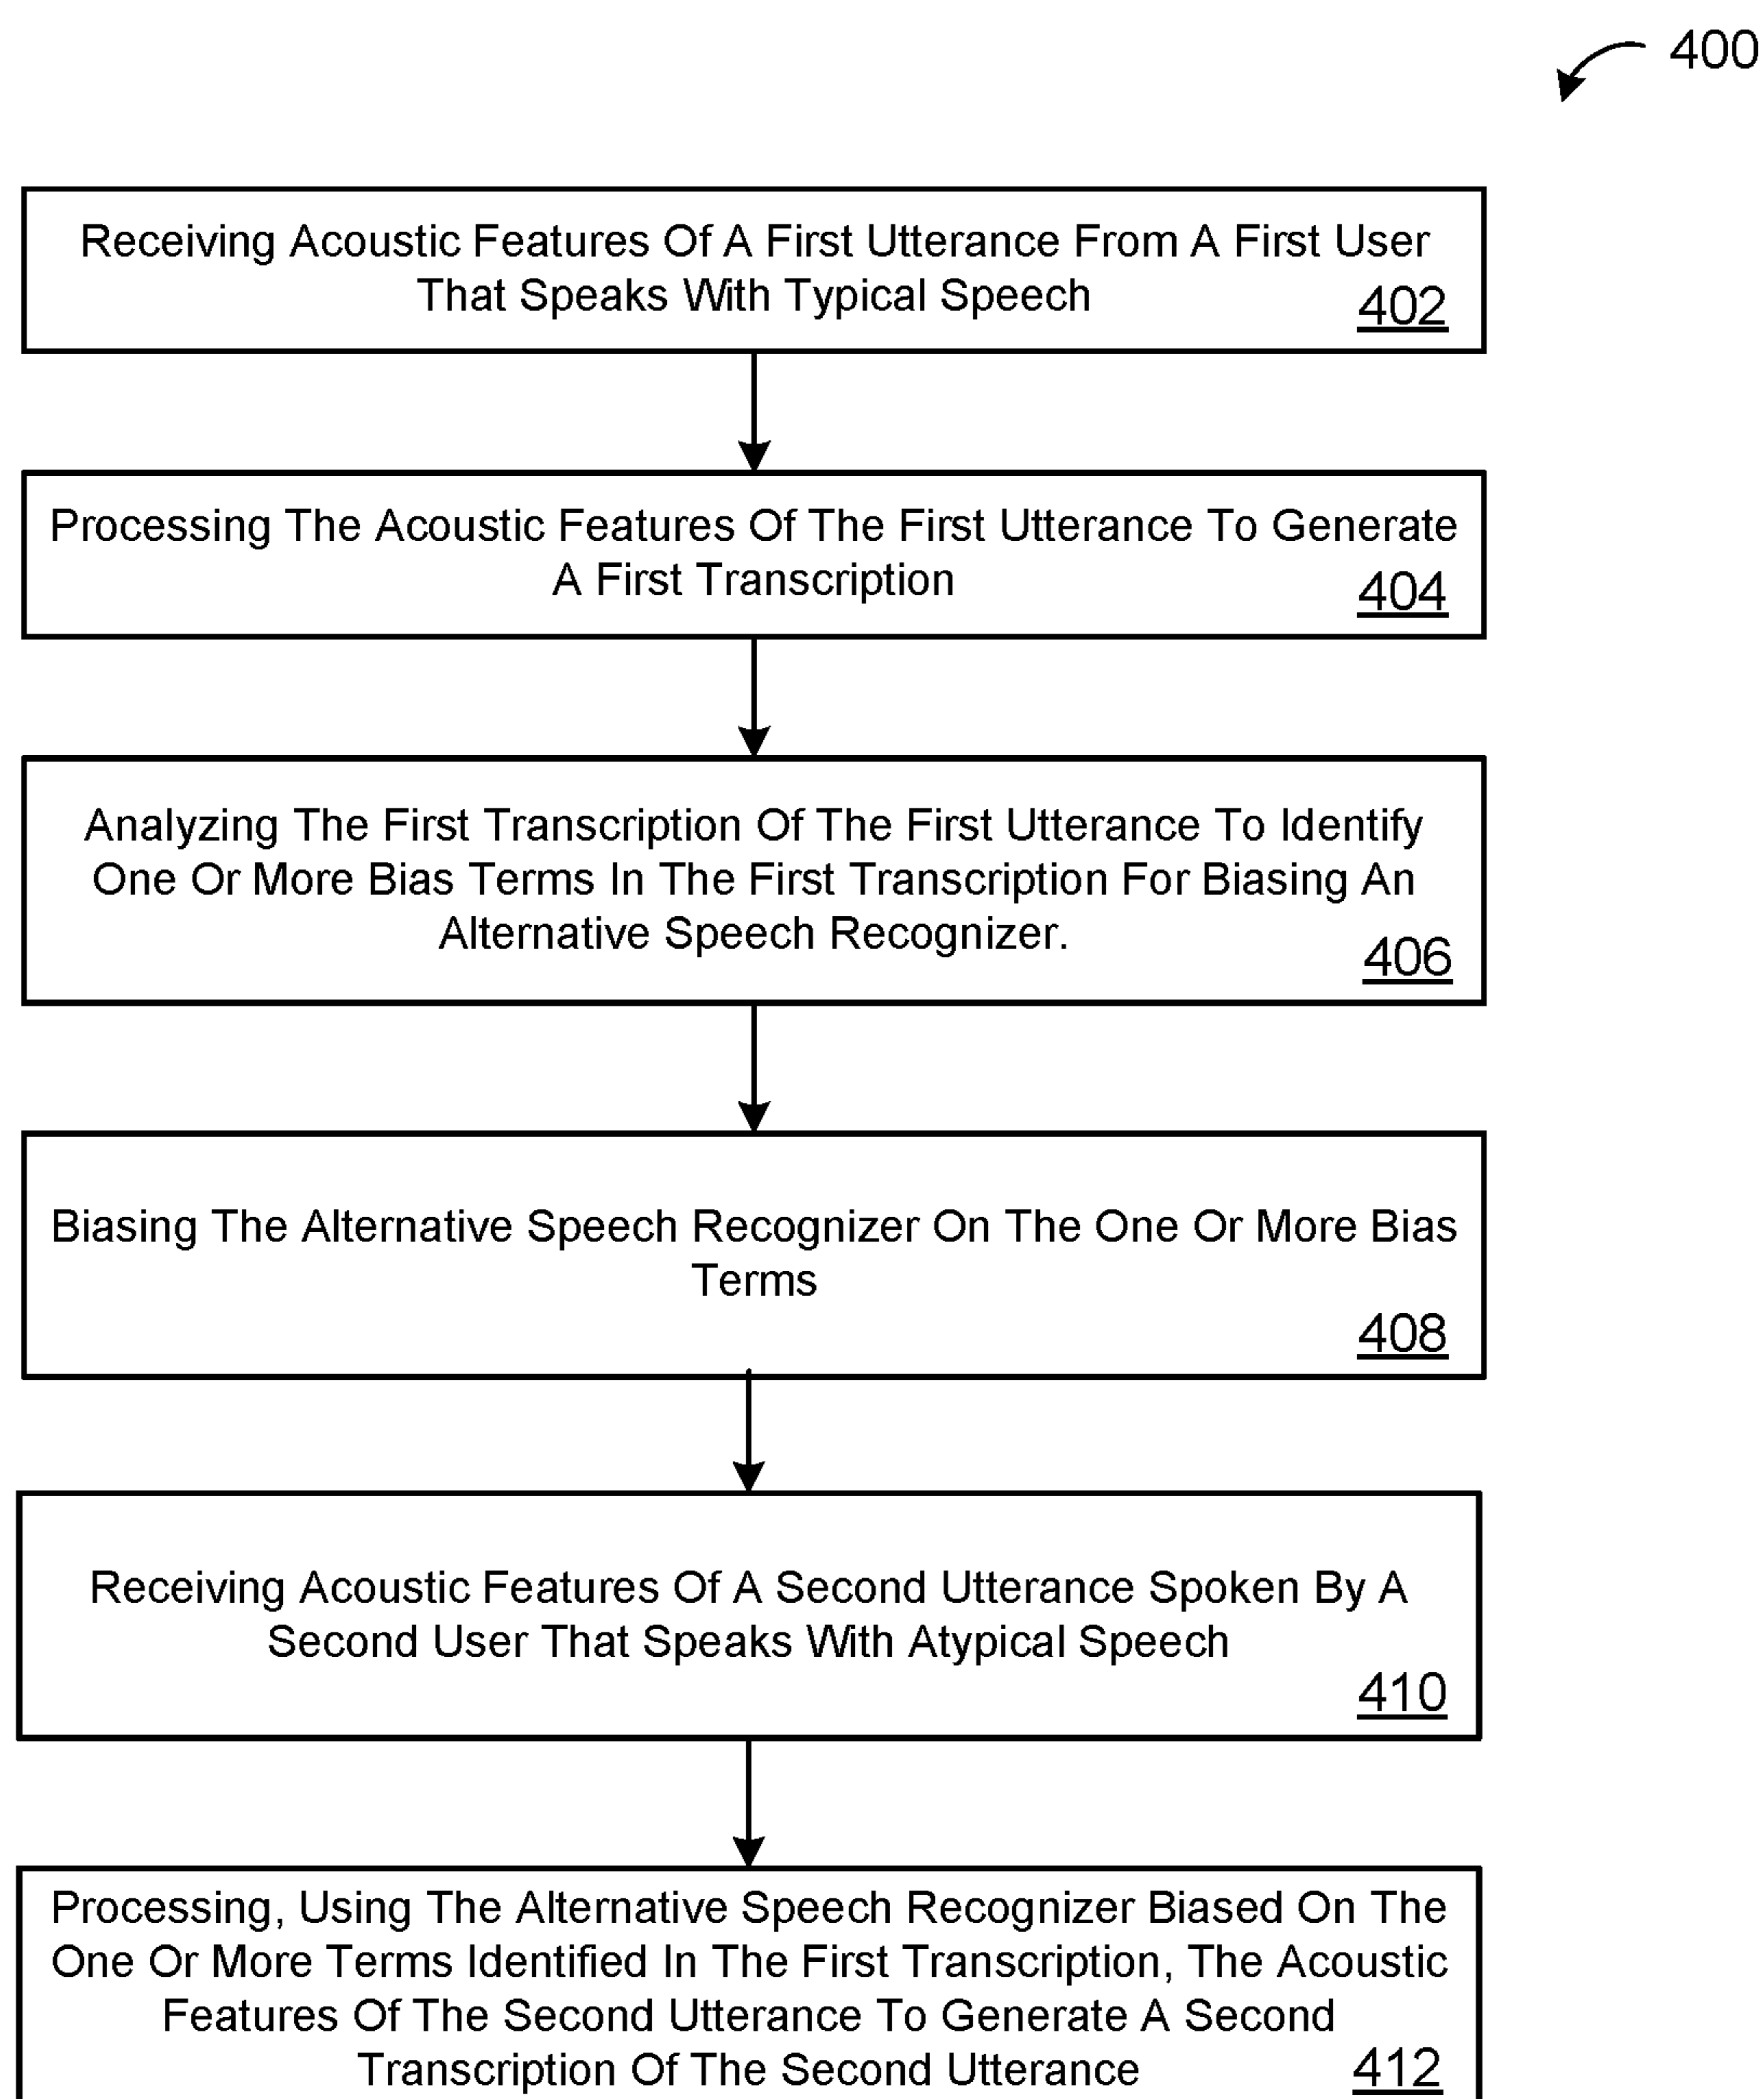 400
Receiving Acoustic Features Of A First Utterance From A First User
That Speaks With Typical Speech
402
Processing The Acoustic Features Of The First Utterance To Generate
A First Transcription
404
Analyzing The First Transcription Of The First Utterance To Identify
One Or More Bias Terms In The First Transcription For Biasing An
Alternative Speech Recognizer.
406
Biasing The Alternative Speech Recognizer On The One Or More Bias
Terms
408
Receiving Acoustic Features Of A Second Utterance Spoken By A
Second User That Speaks With Atypical Speech
410
Processing, Using The Alternative Speech Recognizer Biased On The
One Or More Terms Identified In The First Transcription, The Acoustic
Features Of The Second Utterance To Generate A Second
Transcription Of The Second Utterance
412